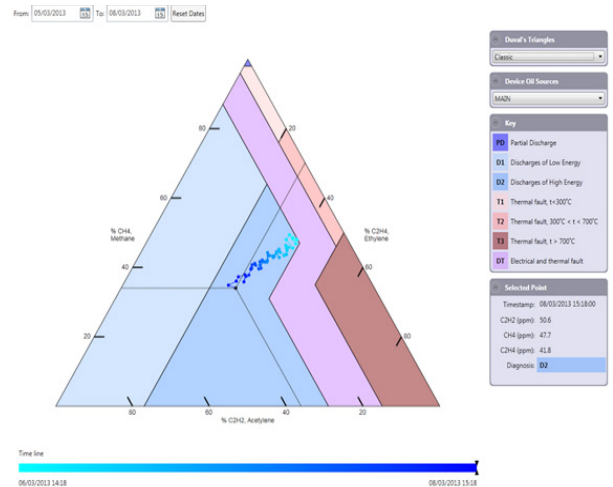 From: 05/03/2013 15 To: 08/03/2013 15 Reset Dates
Duval's Triangles
Classic
Device Oil Sources
MAIN
Key
PD Partial Discharge
D1 Discharges of Low Energy
D2 Discharges of High Energy
T1 Thermal fault, t<300°C
T2 Thermal fault, 300°C < t < 700°C
T3 Thermal fault, t > 700°C
DT Electrical and thermal fault
Selected Point
Timestamp: 08/03/2013 15:18:00
C2H2 (ppm): 50.6
CH4 (ppm): 47.7
C2H4 (ppm): 41.8
Diagnosis: D2
80
20
60
40
% CH4,
Methane
% C2H4,
Ethylene
40
60
20
80
80
60
40
20
% C2H2, Acetylene
Time line
06/03/2013 14:18
08/03/2013 15:18